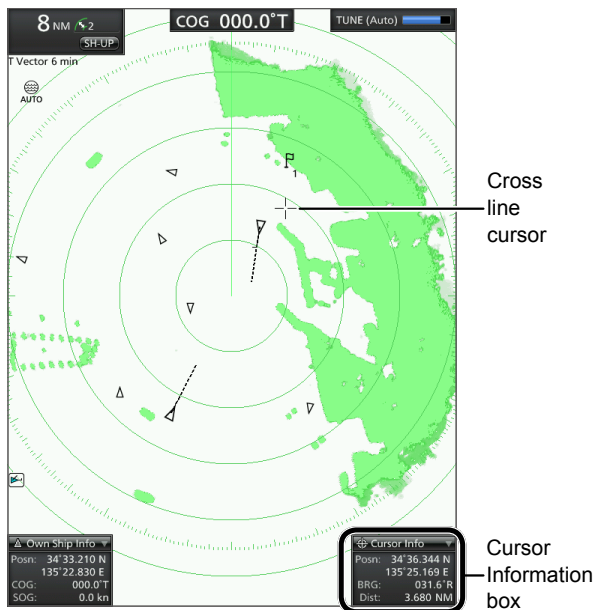 8 NM 2
SH-UP
COG 000.0°T
TUNE (Auto)
T Vector 6 min
AUTO
1
Cross
line
cursor
Own Ship Info
Posn: 34°33.210 N
135°22.830 E
COG: 000.0°T
SOG: 0.0 kn
Cursor Info
Posn: 34°36.344 N
135°25.169 E
BRG: 031.6°R
Dist: 3.680 NM
Cursor
Information
box